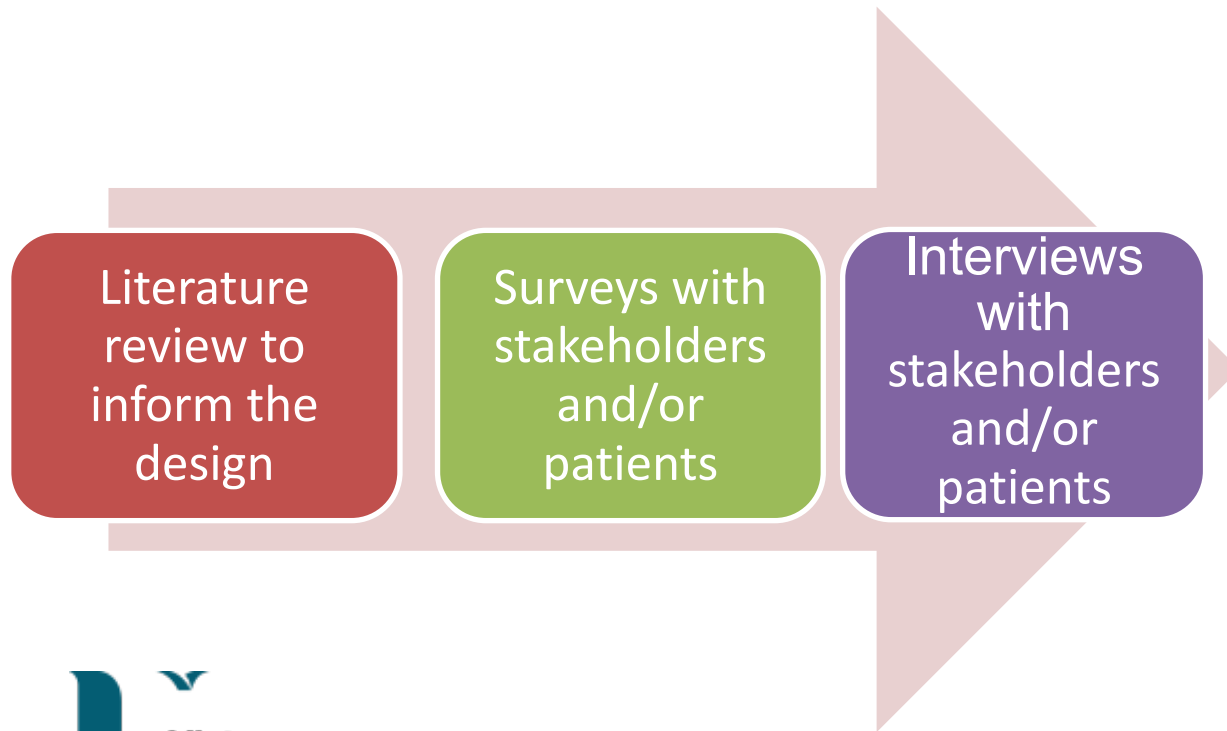 Literature
review to
inform the
design
Surveys with
stakeholders
and/or
patients
Interviews
with
stakeholders
and/or
patients